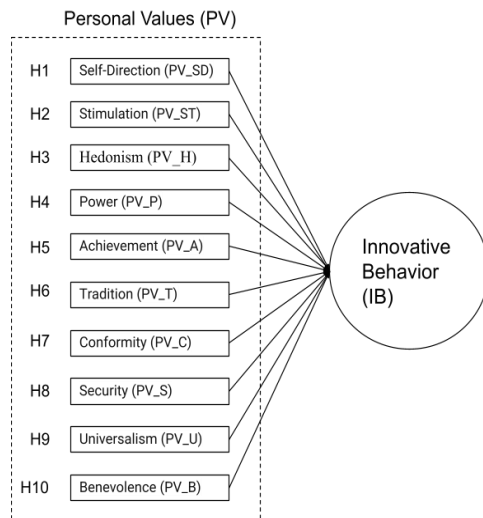 Personal Values (PV)
H1 Self-Direction (PV_SD)
H2 Stimulation (PV_ST)
H3 Hedonism (PV_H)
H4 Power (PV_P)
H5 Achievement (PV_A)
H6 Tradition (PV_T)
H7 Conformity (PV_C)
H8 Security (PV_S)
H9 Universalism (PV_U)
H10 Benevolence (PV_B)
Innovative
Behavior
(IB)